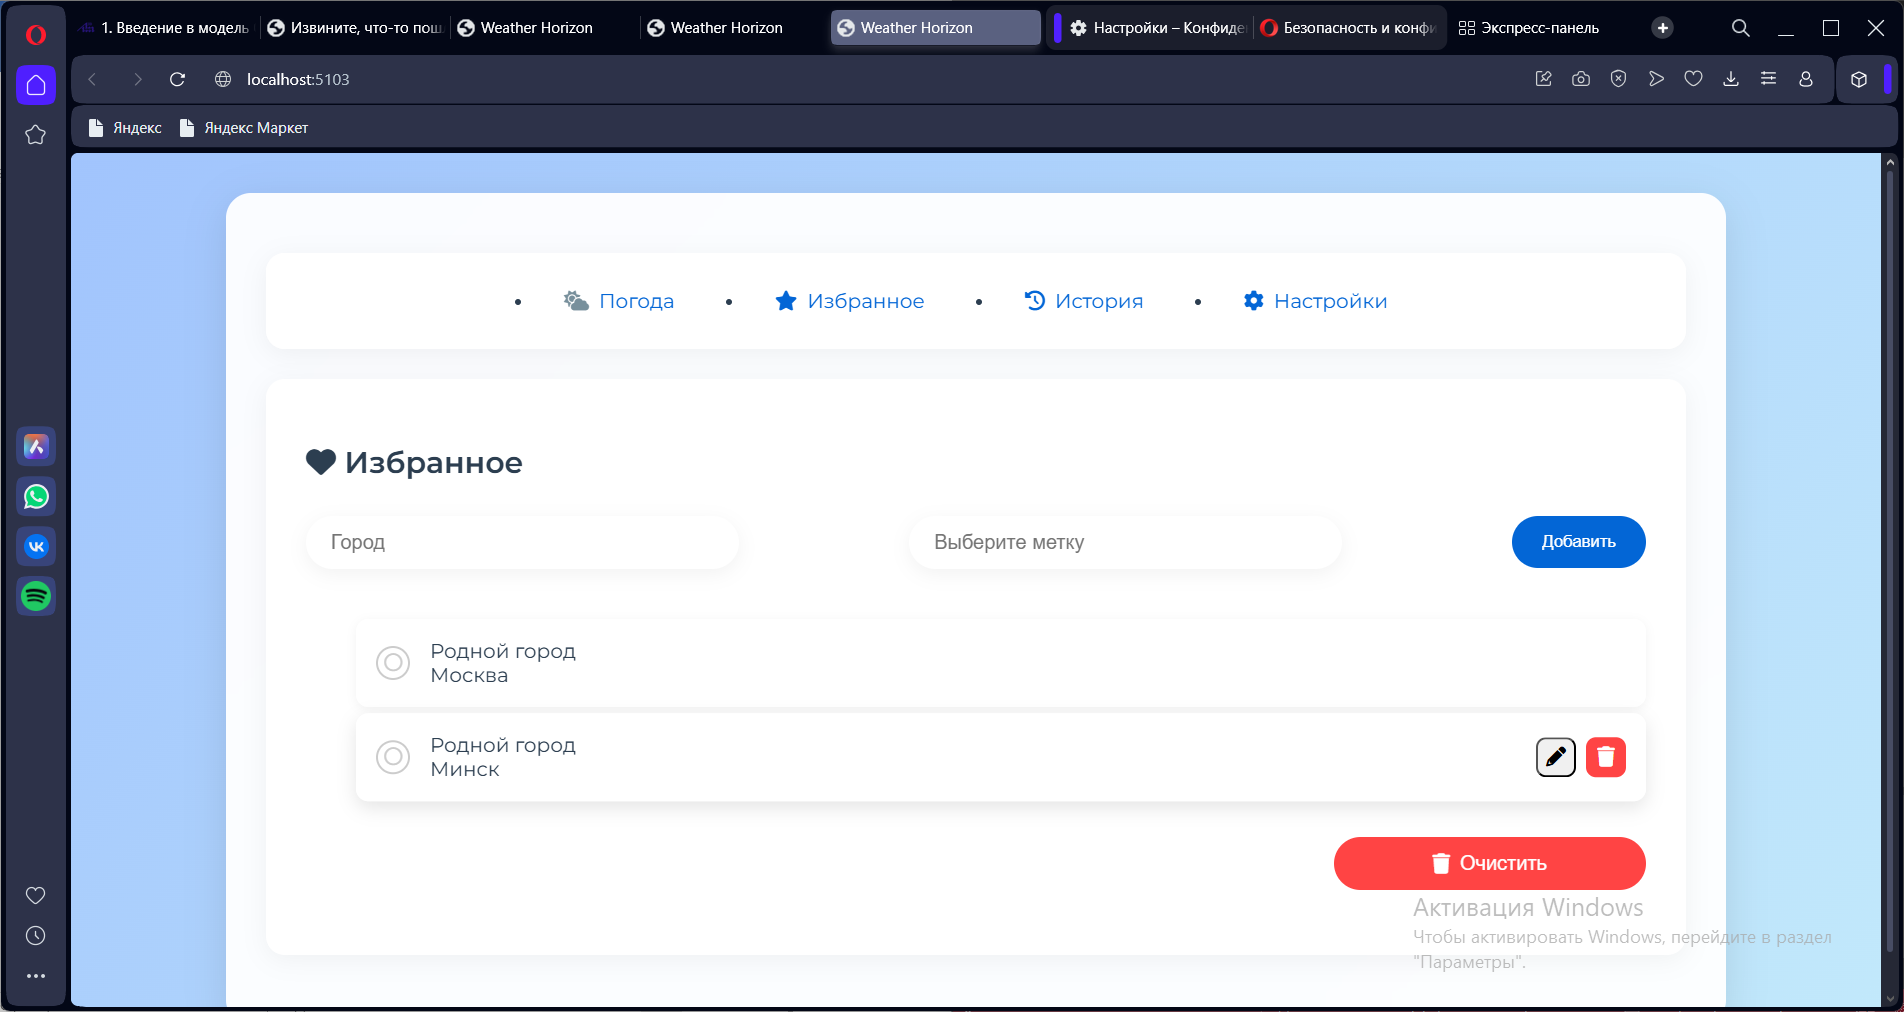 1. Введение в модель
Извините, что-то пош
Weather Horizon
Weather Horizon
Weather Horizon
Настройки – Конфиде
Безопасность и конфи
Экспресс-панель
localhost:5103
Яндекс
Яндекс Маркет
Погода
Избранное
История
Настройки
Избранное
Город
Выберите метку
Добавить
Родной город
Москва
Родной город
Минск
Очистить
Активация Windows
Чтобы активировать Windows, перейдите в раздел
"Параметры".